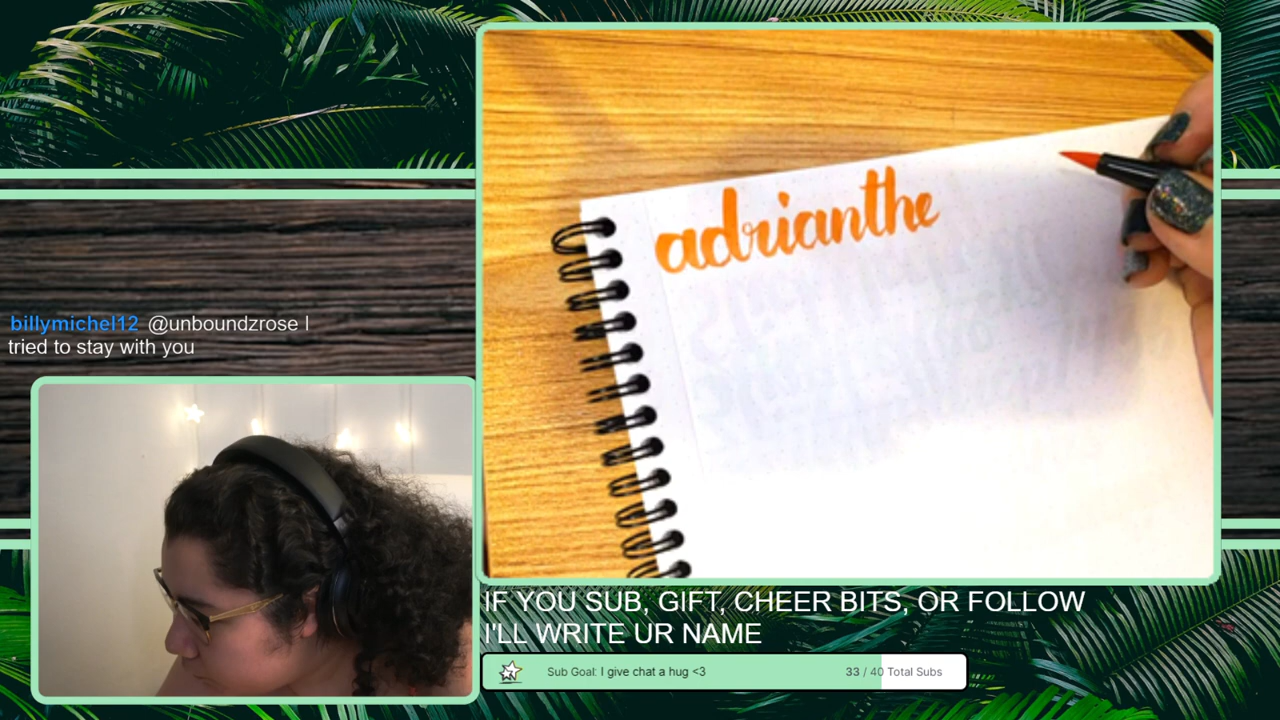 adrianthe
billymichel12 @unboundzrose I
tried to stay with you
IF YOU SUB, GIFT, CHEER BITS, OR FOLLOW
I'LL WRITE UR NAME
Sub Goal: I give chat a hug <3 33 / 40 Total Subs